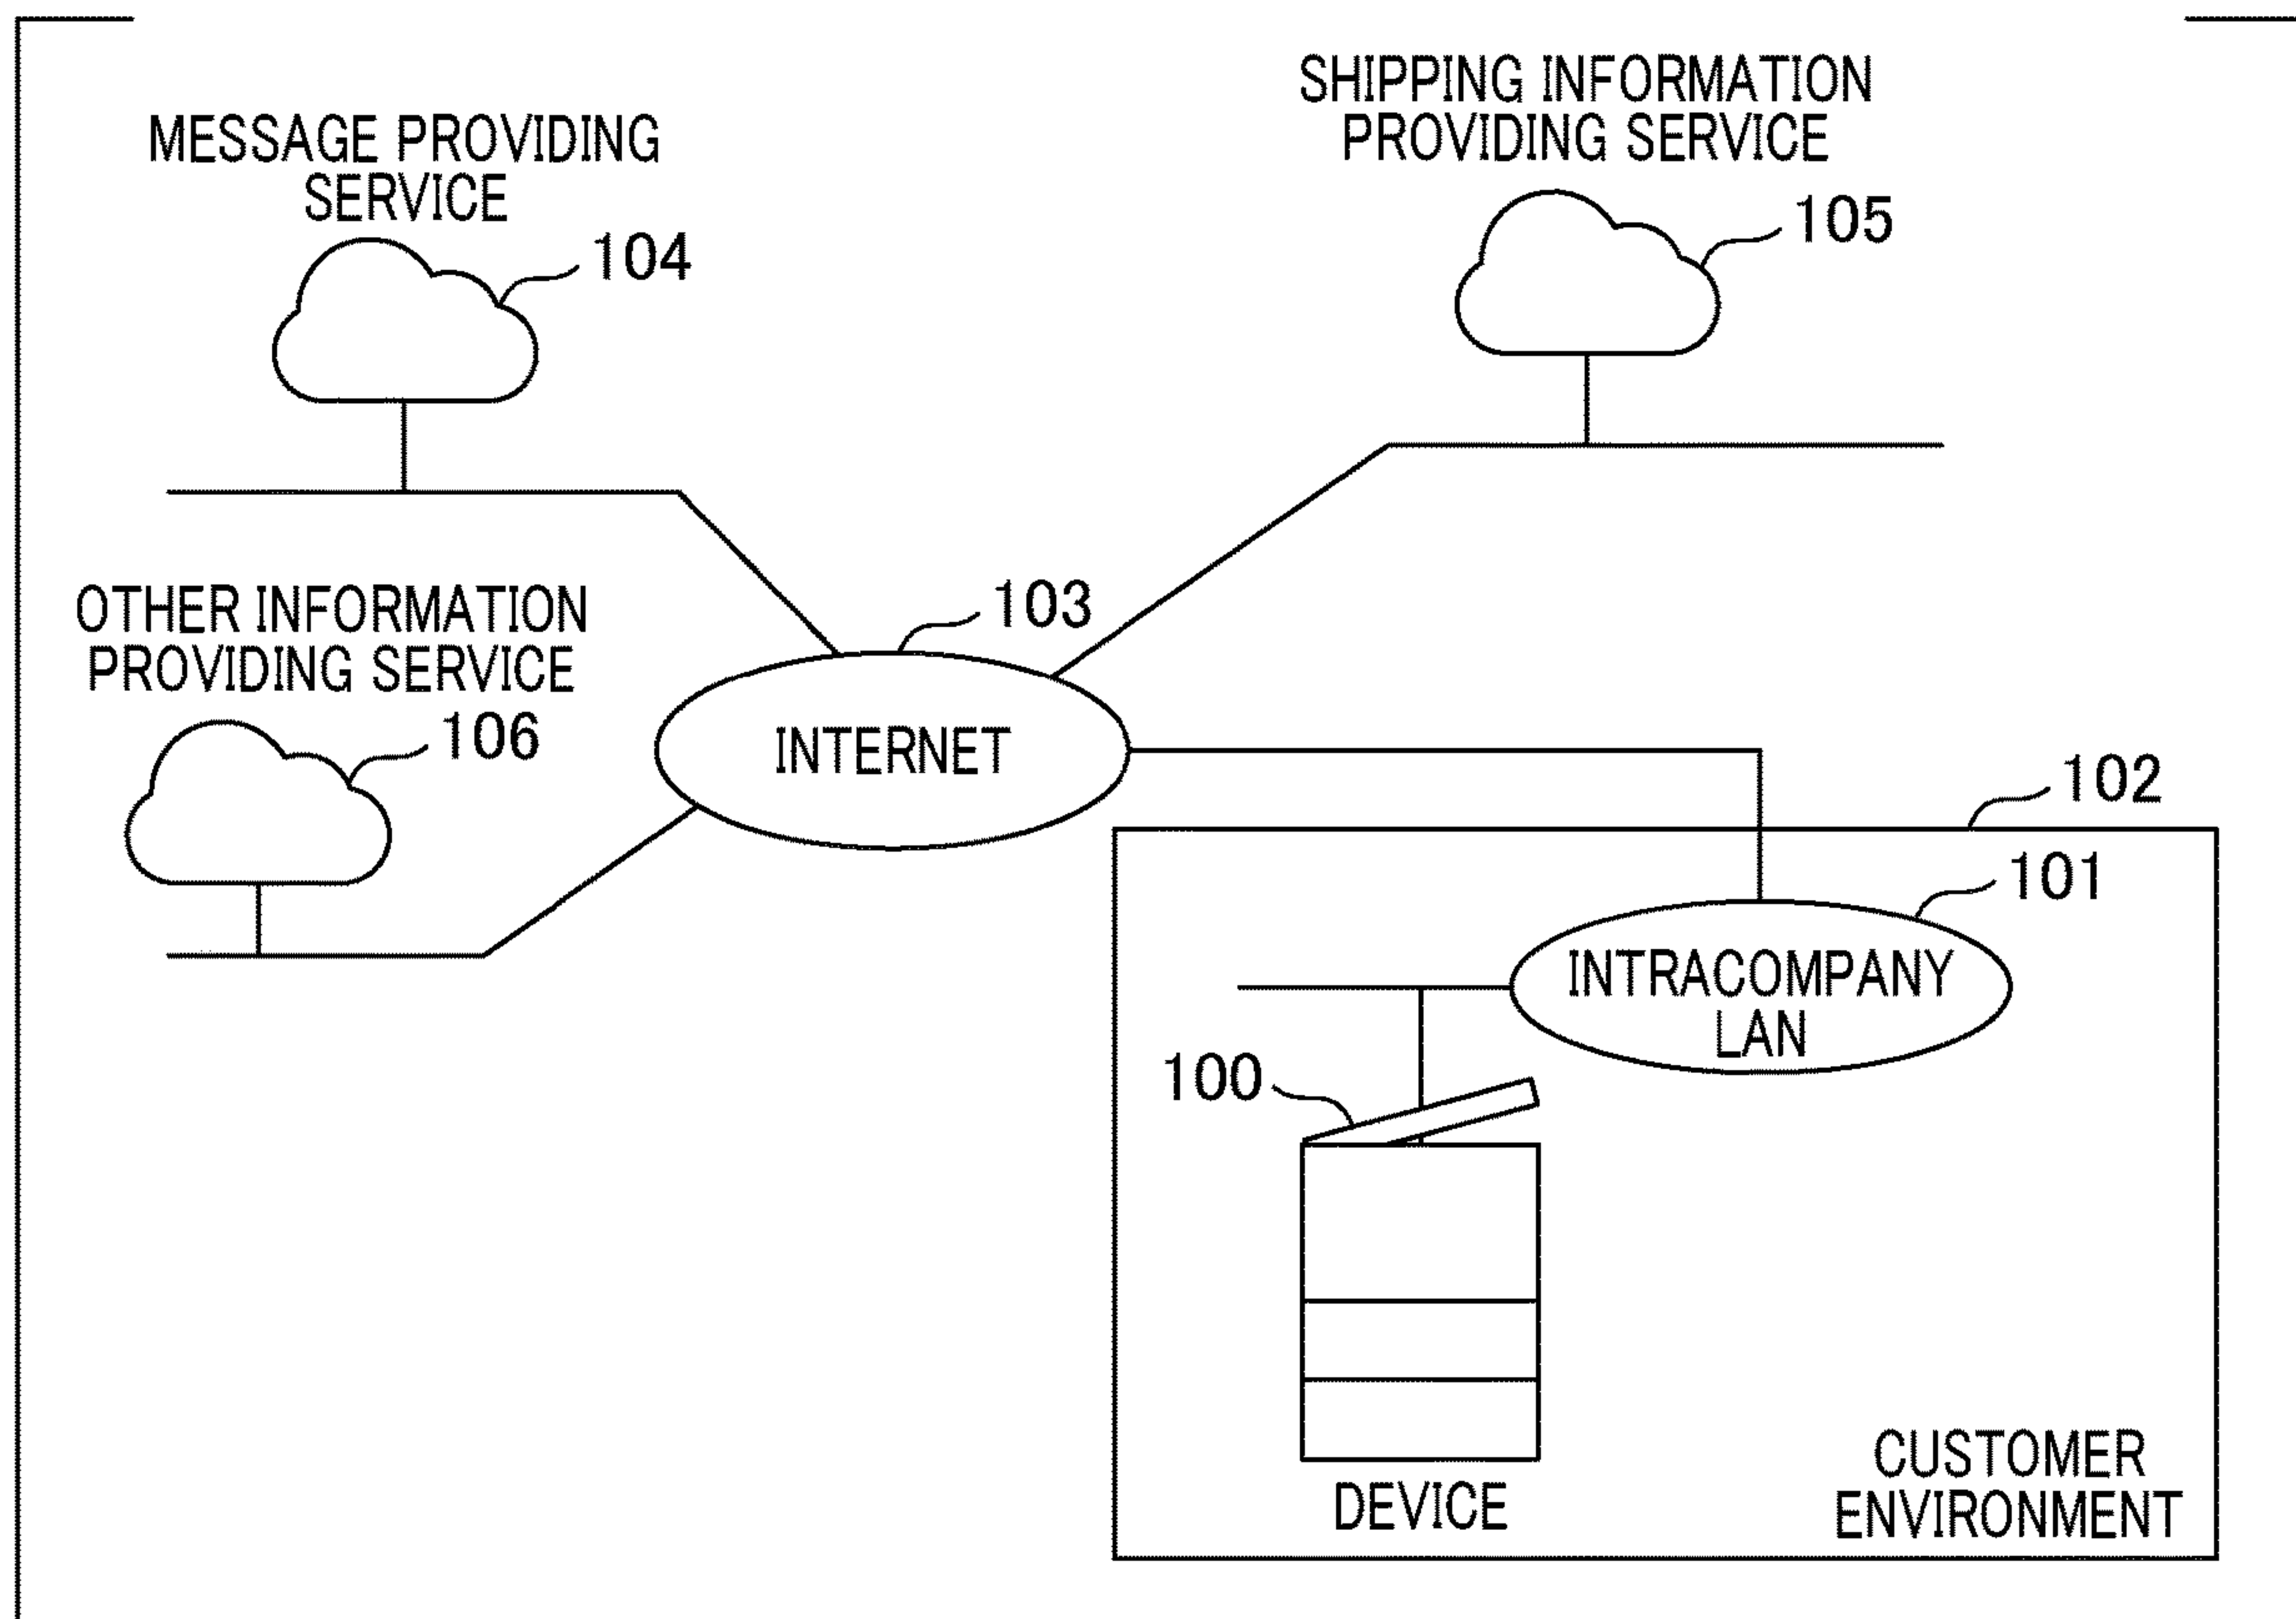 SHIPPING INFORMATION
PROVIDING SERVICE
105
MESSAGE PROVIDING
SERVICE
104
OTHER INFORMATION
PROVIDING SERVICE
106
103
INTERNET
102
101
INTRACOMPANY
LAN
100
DEVICE
CUSTOMER
ENVIRONMENT